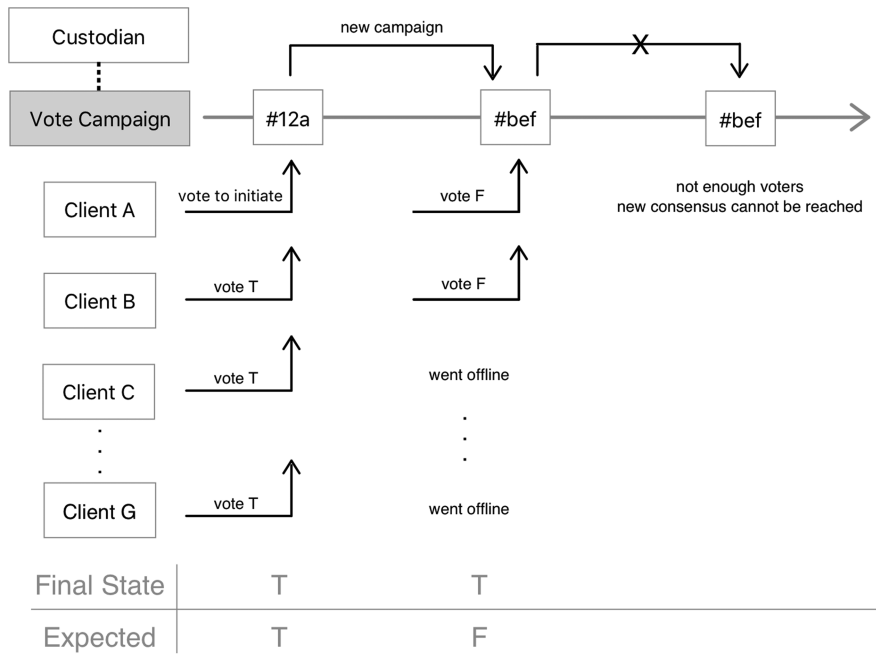 Custodian
new campaign
Vote Campaign
#12a
#bef
#bef
Client A
vote to initiate
vote F
not enough voters
new consensus cannot be reached
Client B
vote T
vote F
Client C
vote T
went offline
Client G
vote T
went offline
Final State
T
T
Expected
T
F